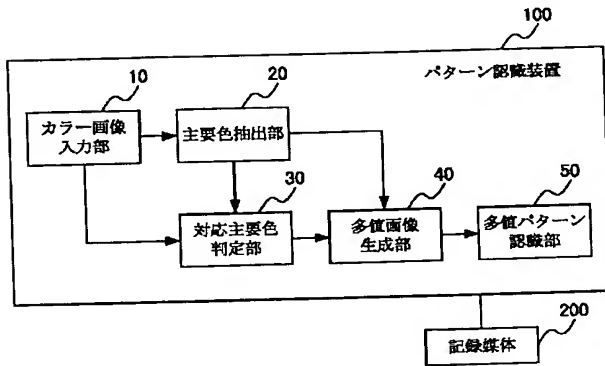 100
パターン認識装置
10
20
カラー画像
入力部
主要色抽出部
30
40
50
対応主要色
判定部
多値画像
生成部
多値パターン
認識部
200
記録媒体